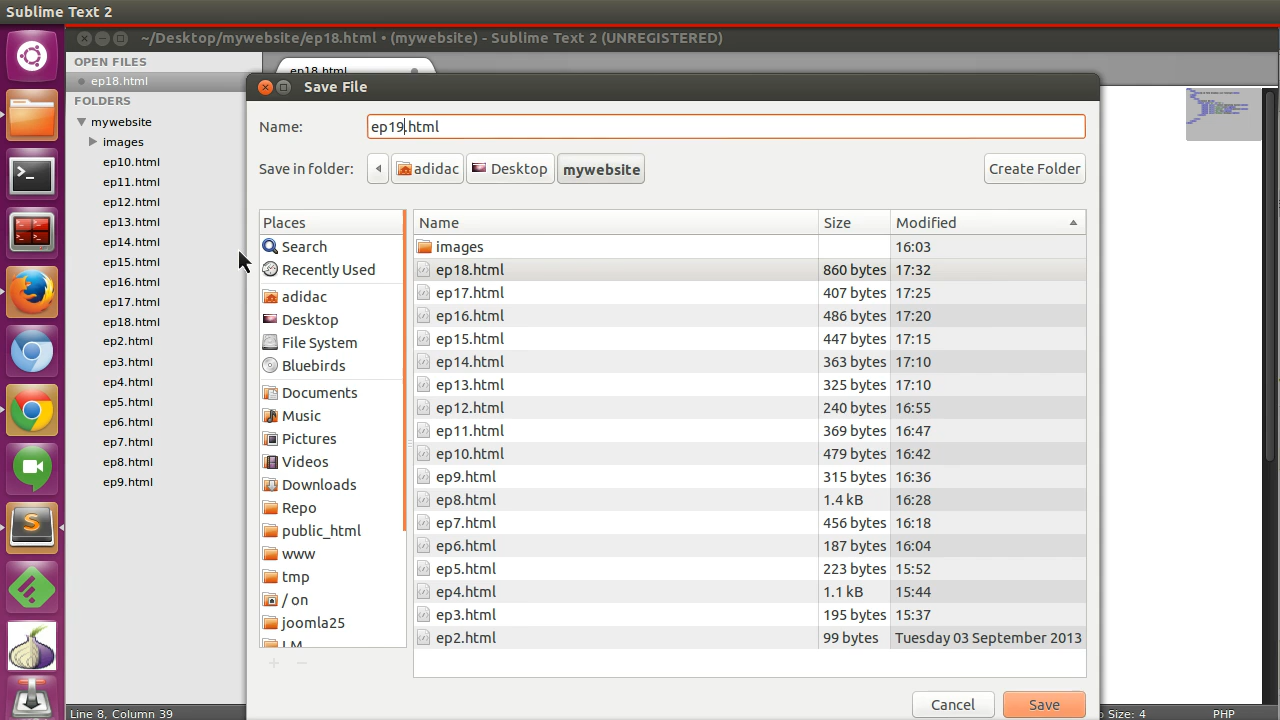 Sublime Text 2
~/Desktop/mywebsite/ep18.html • (mywebsite) - Sublime Text 2 (UNREGISTERED)
OPEN FILES
ep18.html
FOLDERS
mywebsite
images
ep10.html
ep11.html
ep12.html
ep13.html
ep14.html
ep15.html
ep16.html
ep17.html
ep18.html
ep2.html
ep3.html
ep4.html
ep5.html
ep6.html
ep7.html
ep8.html
ep9.html
ep18.html
Save File
Name: ep19.html
Save in folder: adidac Desktop mywebsite Create Folder
Places
Search
Recently Used
adidac
Desktop
File System
Bluebirds
Documents
Music
Pictures
Videos
Downloads
Repo
public_html
www
tmp
/ on
joomla25
LM
Name Size Modified
images 16:03
ep18.html 860 bytes 17:32
ep17.html 407 bytes 17:25
ep16.html 486 bytes 17:20
ep15.html 447 bytes 17:15
ep14.html 363 bytes 17:10
ep13.html 325 bytes 17:10
ep12.html 240 bytes 16:55
ep11.html 369 bytes 16:47
ep10.html 479 bytes 16:42
ep9.html 315 bytes 16:36
ep8.html 1.4 kB 16:28
ep7.html 456 bytes 16:18
ep6.html 187 bytes 16:04
ep5.html 223 bytes 15:52
ep4.html 1.1 kB 15:44
ep3.html 195 bytes 15:37
ep2.html 99 bytes Tuesday 03 September 2013
Cancel Save
Line 8, Column 39
Size: 4 PHP